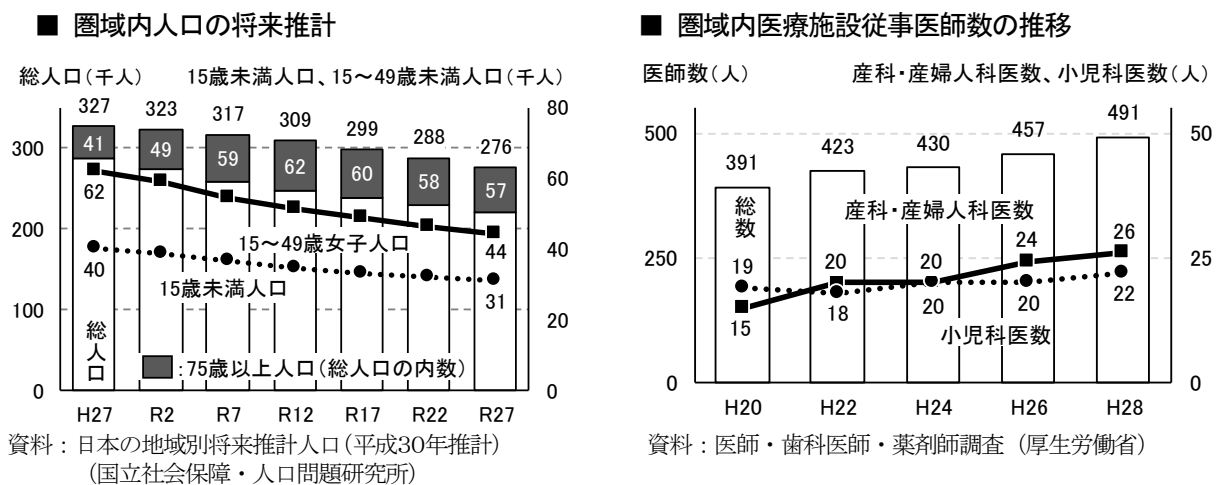 ■ 圏域内人口の将来推計
総人口(千人) 15歳未満人口、15～49歳未満人口(千人)
327 323 317 309 299 288 276
80
300
41 49 59 62 60 58 57
62
60
200
15～49歳女子人口
44
40
40
15歳未満人口
31
100
20
総人口
:75歳以上人口(総人口の内数)
0
0
H27 R2 R7 R12 R17 R22 R27
資料：日本の地域別将来推計人口(平成30年推計)
(国立社会保障・人口問題研究所)
■ 圏域内医療施設従事医師数の推移
医師数(人) 産科・産婦人科医数、小児科医数(人)
500
391 423 430 457 491
50
総数
産科・産婦人科医数
250
19 20 20 24 26
25
15 18 20 20 22
小児科医数
0
0
H20 H22 H24 H26 H28
資料：医師・歯科医師・薬剤師調査 (厚生労働省)